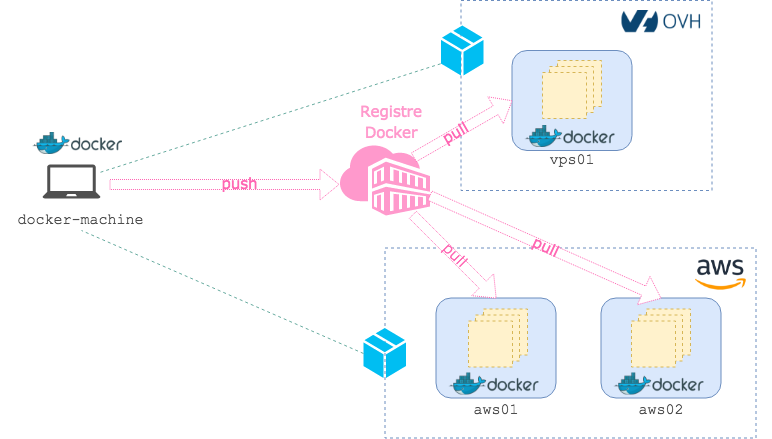 OVH
docker
vps01
Registre
Docker
pull
docker
push
docker-machine
pull
pull
aws
docker
aws01
docker
aws02